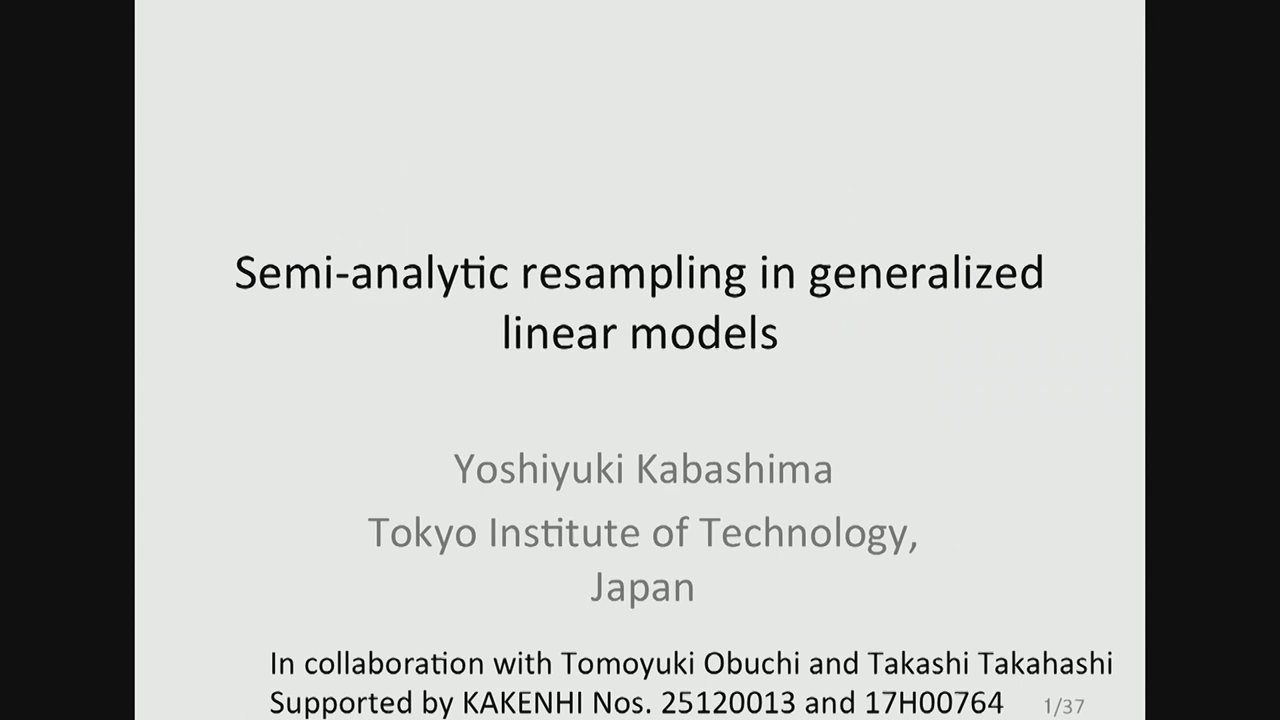 Semi-analytic resampling in generalized
linear models
Yoshiyuki Kabashima
Tokyo Institute of Technology,
Japan
In collaboration with Tomoyuki Obuchi and Takashi Takahashi
Supported by KAKENHI Nos. 25120013 and 17H00764
1/37